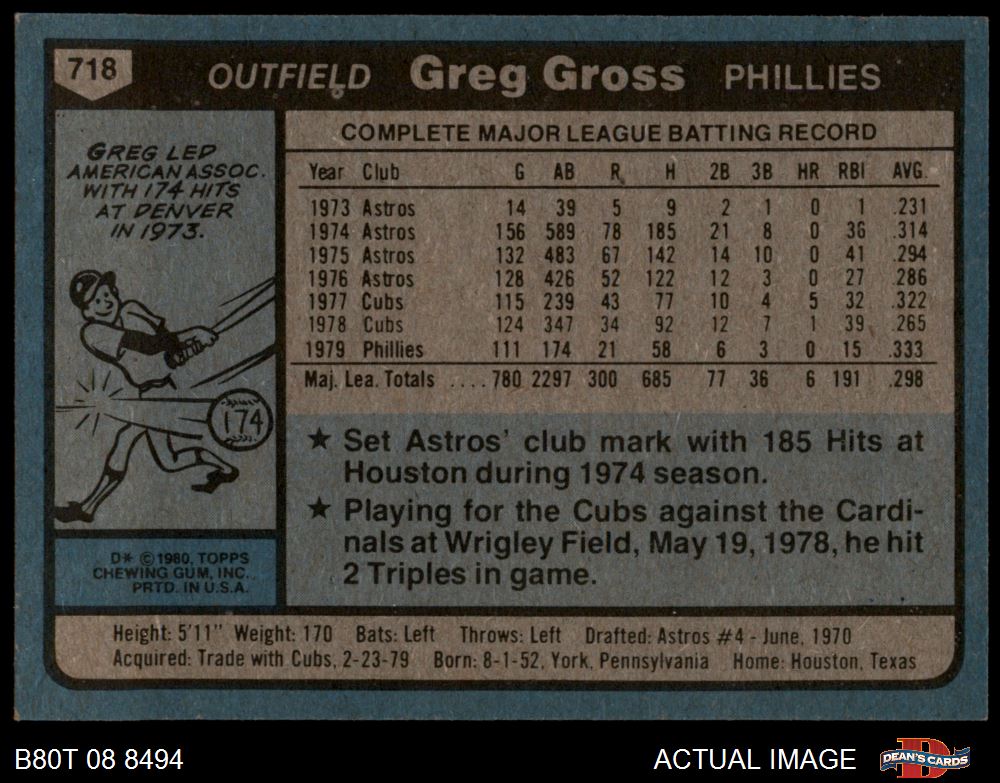 718 OUTFIELD Greg Gross PHILLIES
GREG LED
AMERICAN ASSOC.
WITH 174 HITS
AT DENVER
IN 1973.
174
D* © 1980, TOPPS
CHEWING GUM, INC.
PRTD. IN U.S.A.
COMPLETE MAJOR LEAGUE BATTING RECORD
Year Club G AB R H 2B 3B HR RBI AVG.
1973 Astros 14 39 5 9 2 1 0 1 .231
1974 Astros 156 589 78 185 21 8 0 36 .314
1975 Astros 132 483 67 142 14 10 0 41 .294
1976 Astros 128 426 52 122 12 3 0 27 .286
1977 Cubs 115 239 43 77 10 4 5 32 .322
1978 Cubs 124 347 34 92 12 7 1 39 .265
1979 Phillies 111 174 21 58 6 3 0 15 .333
Maj. Lea. Totals ....780 2297 300 685 77 36 6 191 .298
★ Set Astros' club mark with 185 Hits at
Houston during 1974 season.
★ Playing for the Cubs against the Cardi-
nals at Wrigley Field, May 19, 1978, he hit
2 Triples in game.
Height: 5'11" Weight: 170 Bats: Left Throws: Left Drafted: Astros #4 - June, 1970
Acquired: Trade with Cubs, 2-23-79 Born: 8-1-52, York, Pennsylvania Home: Houston, Texas
B80T 08 8494 ACTUAL IMAGE DEAN'S CARDS